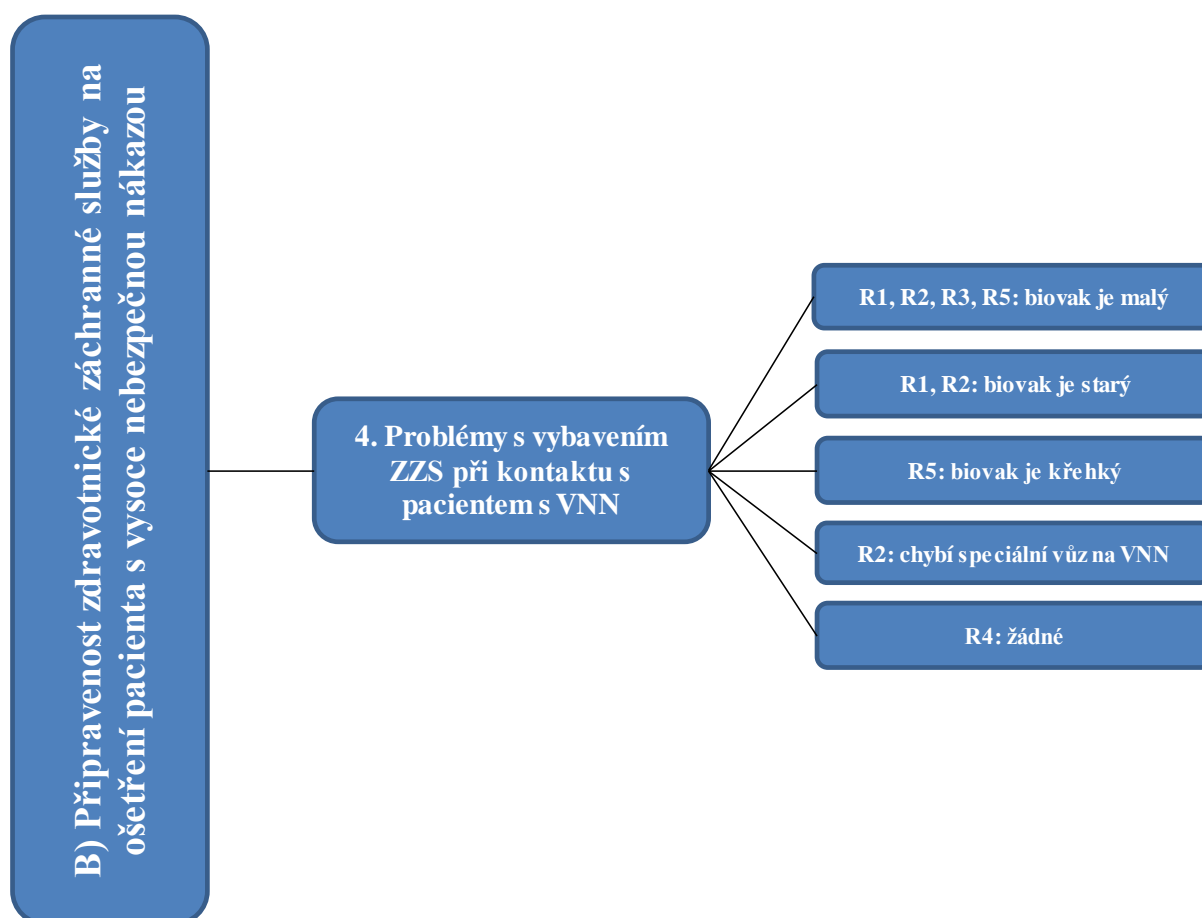 B) Připravenost zdravotnické záchranné služby na
ošetření pacienta s vysoce nebezpečnou nákazou
4. Problémy s vybavením
ZZS při kontaktu s
pacientem s VNN
R1, R2, R3, R5: biovak je malý
R1, R2: biovak je starý
R5: biovak je křehký
R2: chybí speciální vůz na VNN
R4: žádné